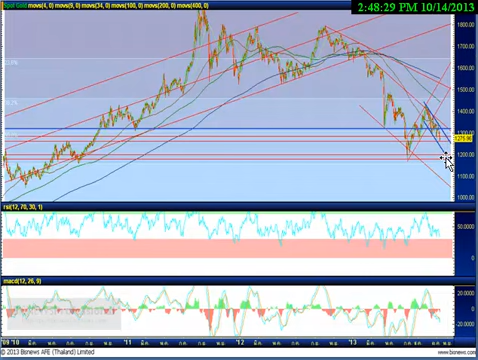 2:48:29 PM 10/14/2013
Spot Gold movs(4, 0) movs(9, 0) movs(34, 0) movs(100, 0) movs(200, 0) movs(400, 0)
1800.00
1700.00
1600.00
1500.00
1400.00
1300.00
1200.00
1100.00
1000.00
rsi(12, 70, 30, 1)
50.0000
0.0000
macd(12, 26, 9)
20.0000
0.0000
-20.0000
'09 '10 '11 '12 '13
© 2013 Bisnews AFE (Thailand) Limited
www.bisnews.com